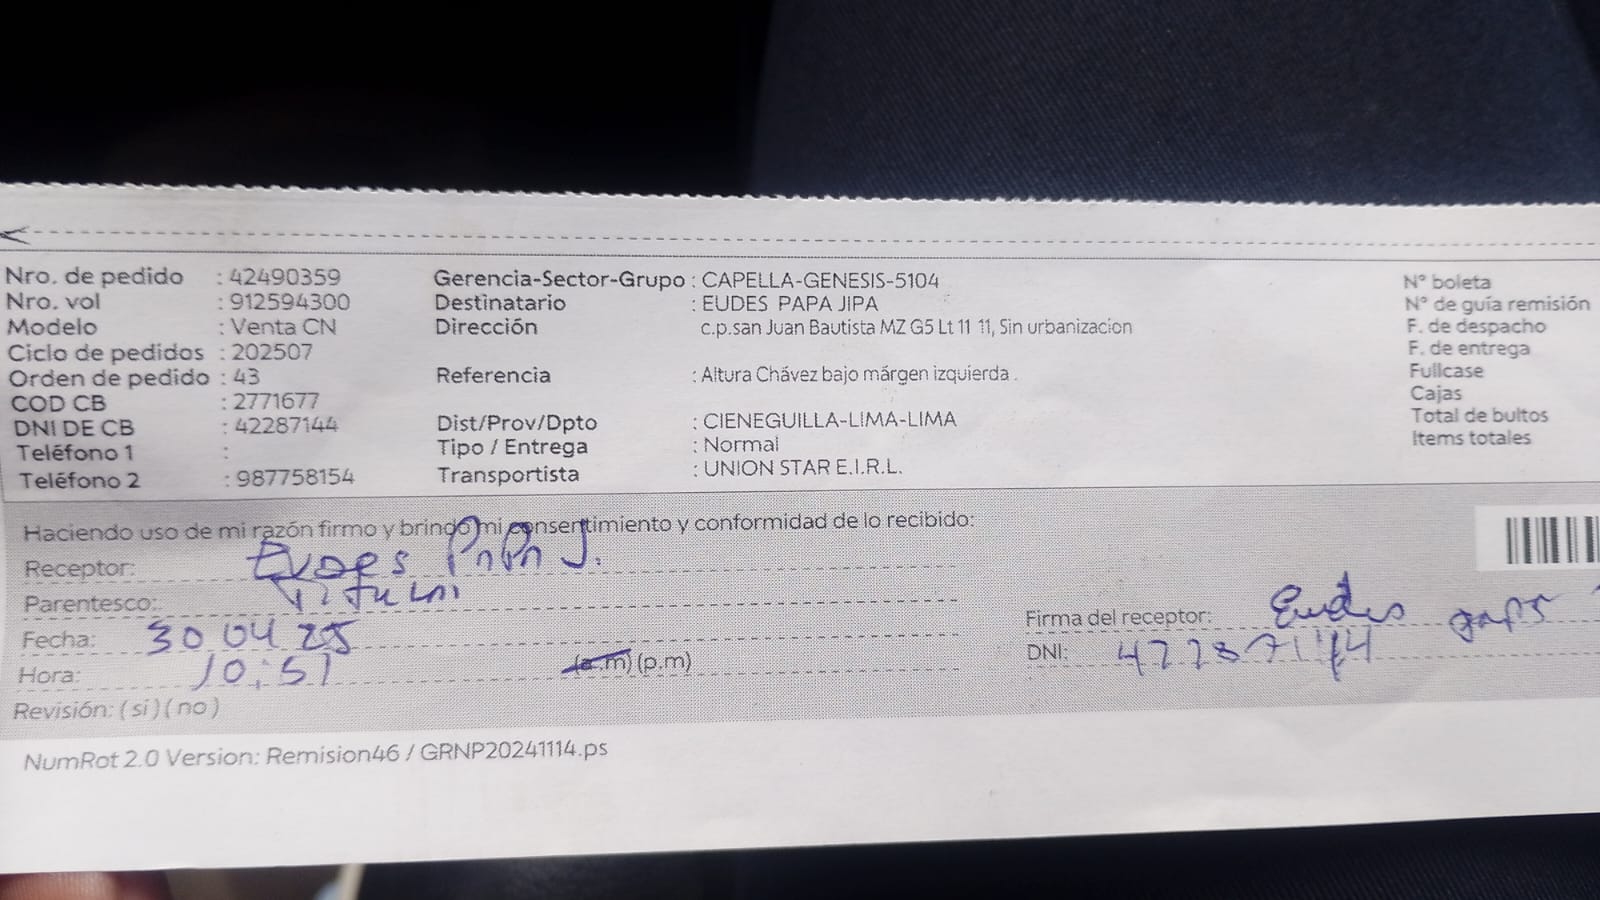 Nro. de pedido : 42490359
Nro. vol : 912594300
Modelo : Venta CN
Ciclo de pedidos : 202507
Orden de pedido : 43
COD CB : 2771677
DNI DE CB : 42287144
Teléfono 1 :
Teléfono 2 : 987758154
Gerencia-Sector-Grupo : CAPELLA-GENESIS-5104
Destinatario : EUDES PAPA JIPA
Dirección c.p.san Juan Bautista MZ G5 Lt 11 11, Sin urbanizacion
Referencia : Altura Chávez bajo márgen izquierda .
Dist/Prov/Dpto : CIENEGUILLA-LIMA-LIMA
Tipo / Entrega : Normal
Transportista : UNION STAR E.I.R.L.
N° boleta
N° de guía remisión
F. de despacho
F. de entrega
Fullcase
Cajas
Total de bultos
Items totales
Haciendo uso de mi razón firmo y brindo mi consentimiento y conformidad de lo recibido:
Receptor: Eudes PaPa J.
Parentesco:
Fecha: 30 04 25
Hora: 10:51 (a.m) (p.m)
Revisión: ( si ) ( no )
Firma del receptor: Eudes papa
DNI: 42287144
NumRot 2.0 Version: Remision46 / GRNP20241114.ps